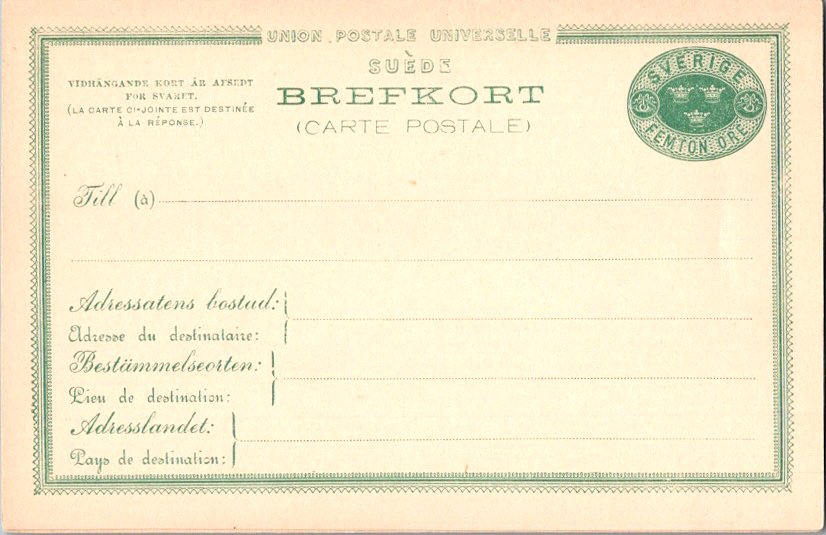 UNION POSTALE UNIVERSELLE
SUÈDE
VIDHÄNGANDE KORT ÄR AFSEDT
FÖR SVARET.
(LA CARTE CI-JOINTE EST DESTINÉE
À LA RÉPONSE.)
BREFKORT
(CARTE POSTALE)
SVERIGE
FEMTON ÖRE
Till (à)
Adressatens bostad:
Adresse du destinataire:
Bestämmelseorten:
Lieu de destination:
Adresslandet:
Pays de destination: